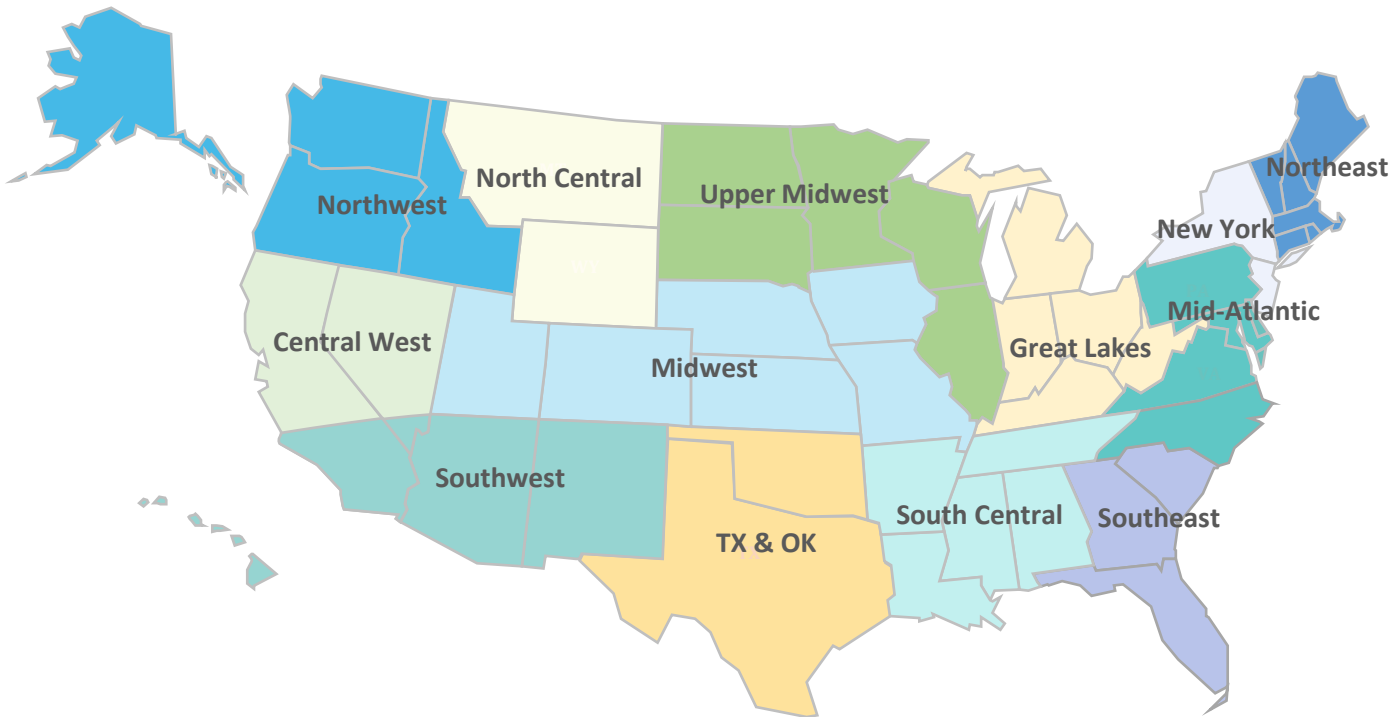 Northeast
North Central
Upper Midwest
Northwest
New York
Mid-Atlantic
Central West
Great Lakes
Midwest
Southwest
South Central
Southeast
TX & OK